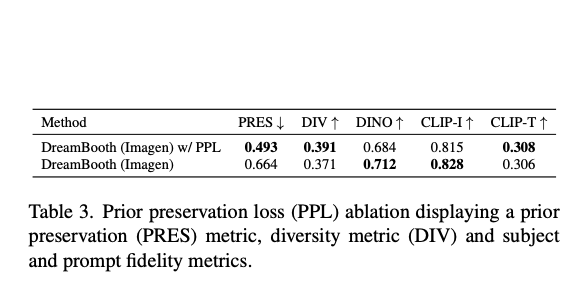 Method PRES ↓ DIV ↑ DINO ↑ CLIP-I ↑ CLIP-T ↑
DreamBooth (Imagen) w/ PPL 0.493 0.391 0.684 0.815 0.308
DreamBooth (Imagen) 0.664 0.371 0.712 0.828 0.306
Table 3. Prior preservation loss (PPL) ablation displaying a prior
preservation (PRES) metric, diversity metric (DIV) and subject
and prompt fidelity metrics.